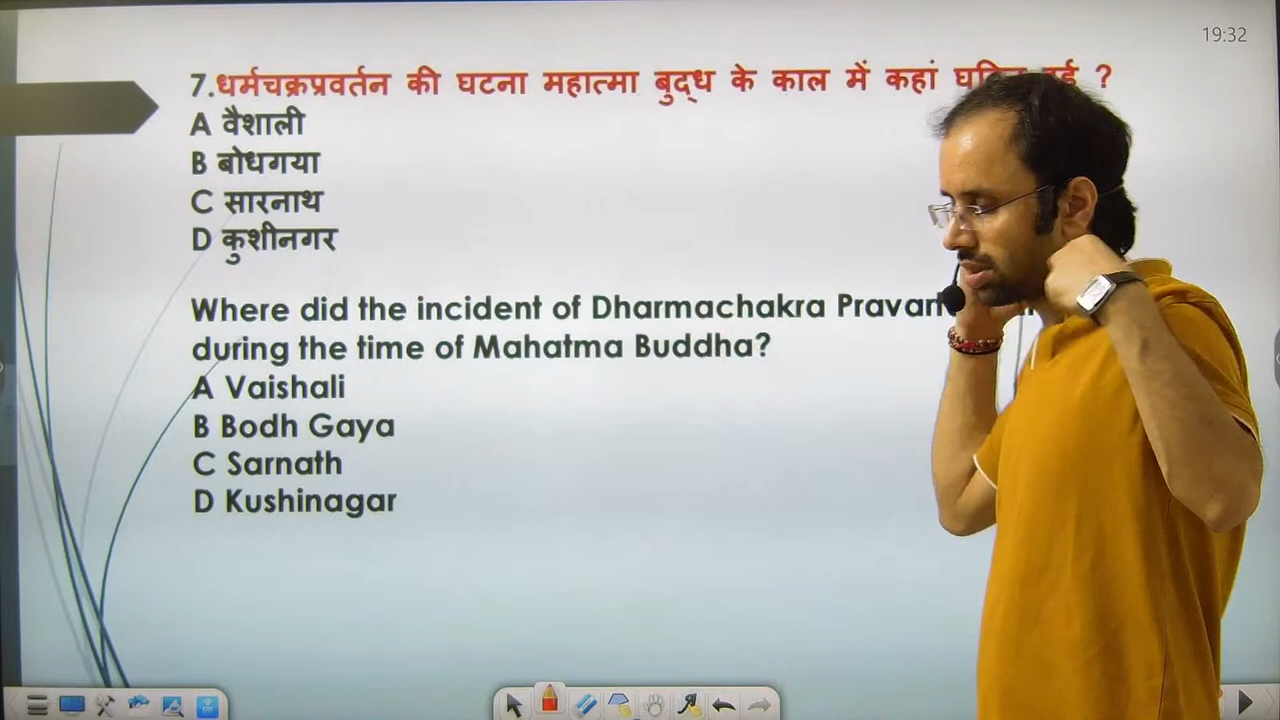 19:32
7.धर्मचक्रप्रवर्तन की घटना महात्मा बुद्ध के काल में कहां ?
A वैशाली
B बोधगया
C सारनाथ
D कुशीनगर
Where did the incident of Dharmachakra
during the time of Mahatma Buddha?
A Vaishali
B Bodh Gaya
C Sarnath
D Kushinagar